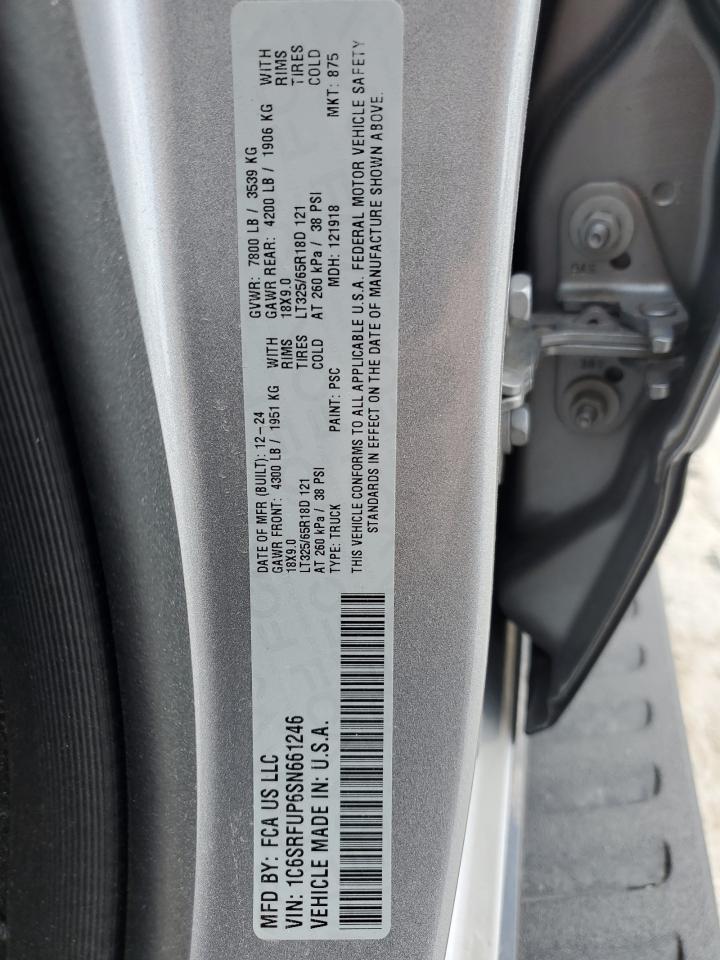 MFD BY: FCA US LLC
DATE OF MFR (BUILT): 12-24
GVWR: 7800 LB / 3539 KG
GAWR FRONT: 4300 LB / 1951 KG WITH
GAWR REAR: 4200 LB / 1906 KG WITH
18X9.0 RIMS
18X9.0 RIMS
LT325/65R18D 121 TIRES
LT325/65R18D 121 TIRES
AT 260 kPa / 38 PSI COLD
AT 260 kPa / 38 PSI COLD
VIN: 1C6SRFUP6SN661246
TYPE: TRUCK PAINT: PSC MDH: 121918 MKT: 875
VEHICLE MADE IN: U.S.A.
THIS VEHICLE CONFORMS TO ALL APPLICABLE U.S.A. FEDERAL MOTOR VEHICLE SAFETY
STANDARDS IN EFFECT ON THE DATE OF MANUFACTURE SHOWN ABOVE.